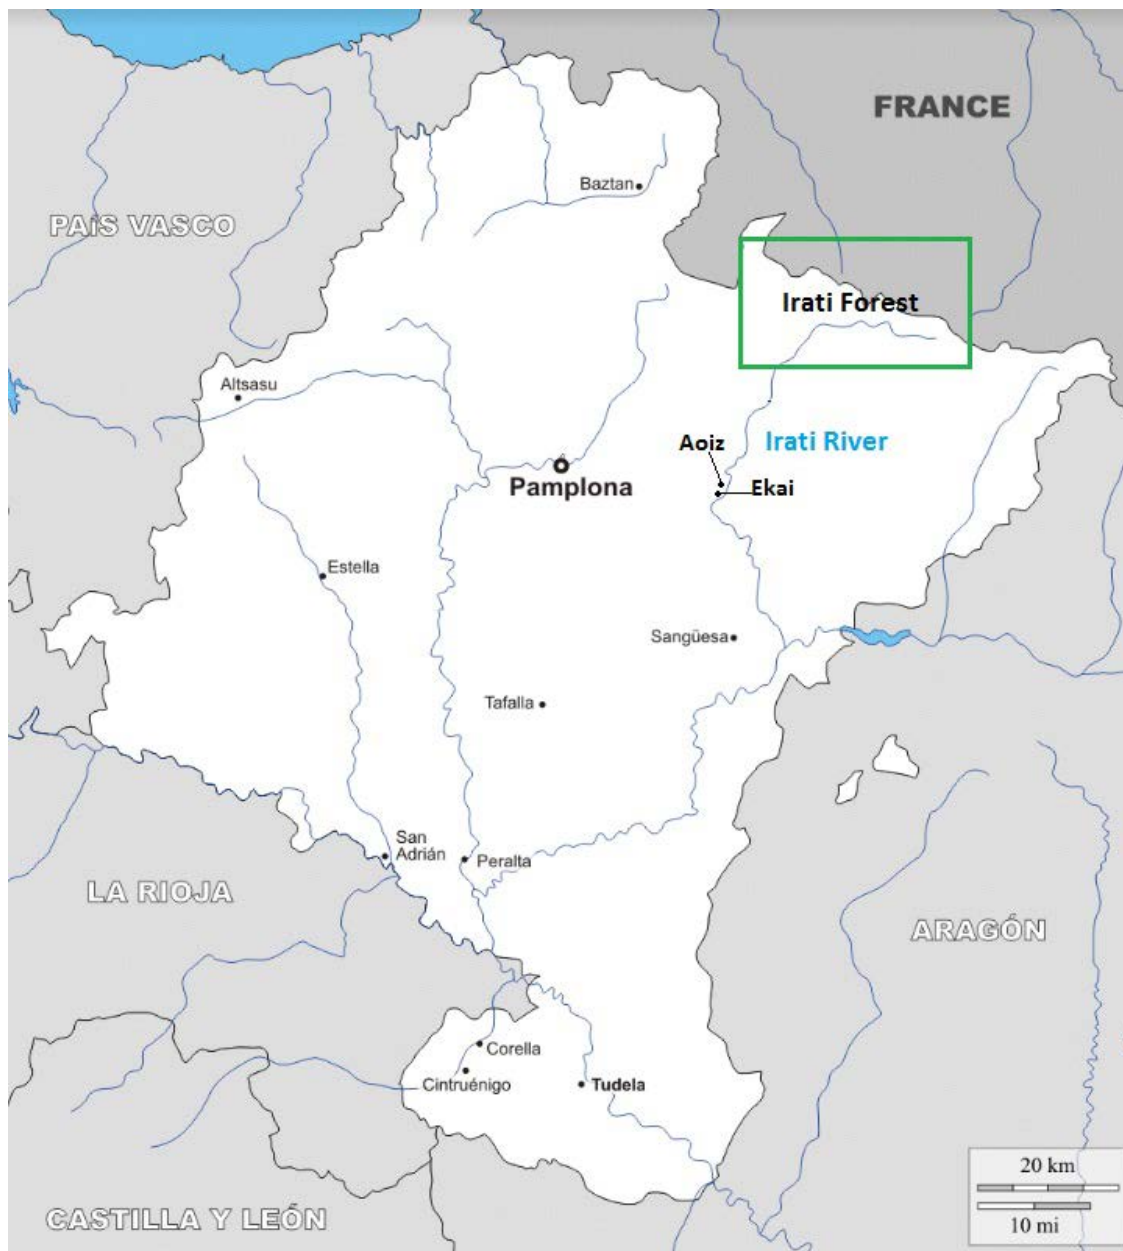 FRANCE
Baztan
PAíS VASCO
Irati Forest
Altsasu
Aoiz
Irati River
Pamplona
Ekai
Estella
Sangüesa
Tafalla
San
Adrián
Peralta
LA RIOJA
ARAGÓN
Corella
Cintruénigo
Tudela
20 km
10 mi
CASTILLA Y LEÓN